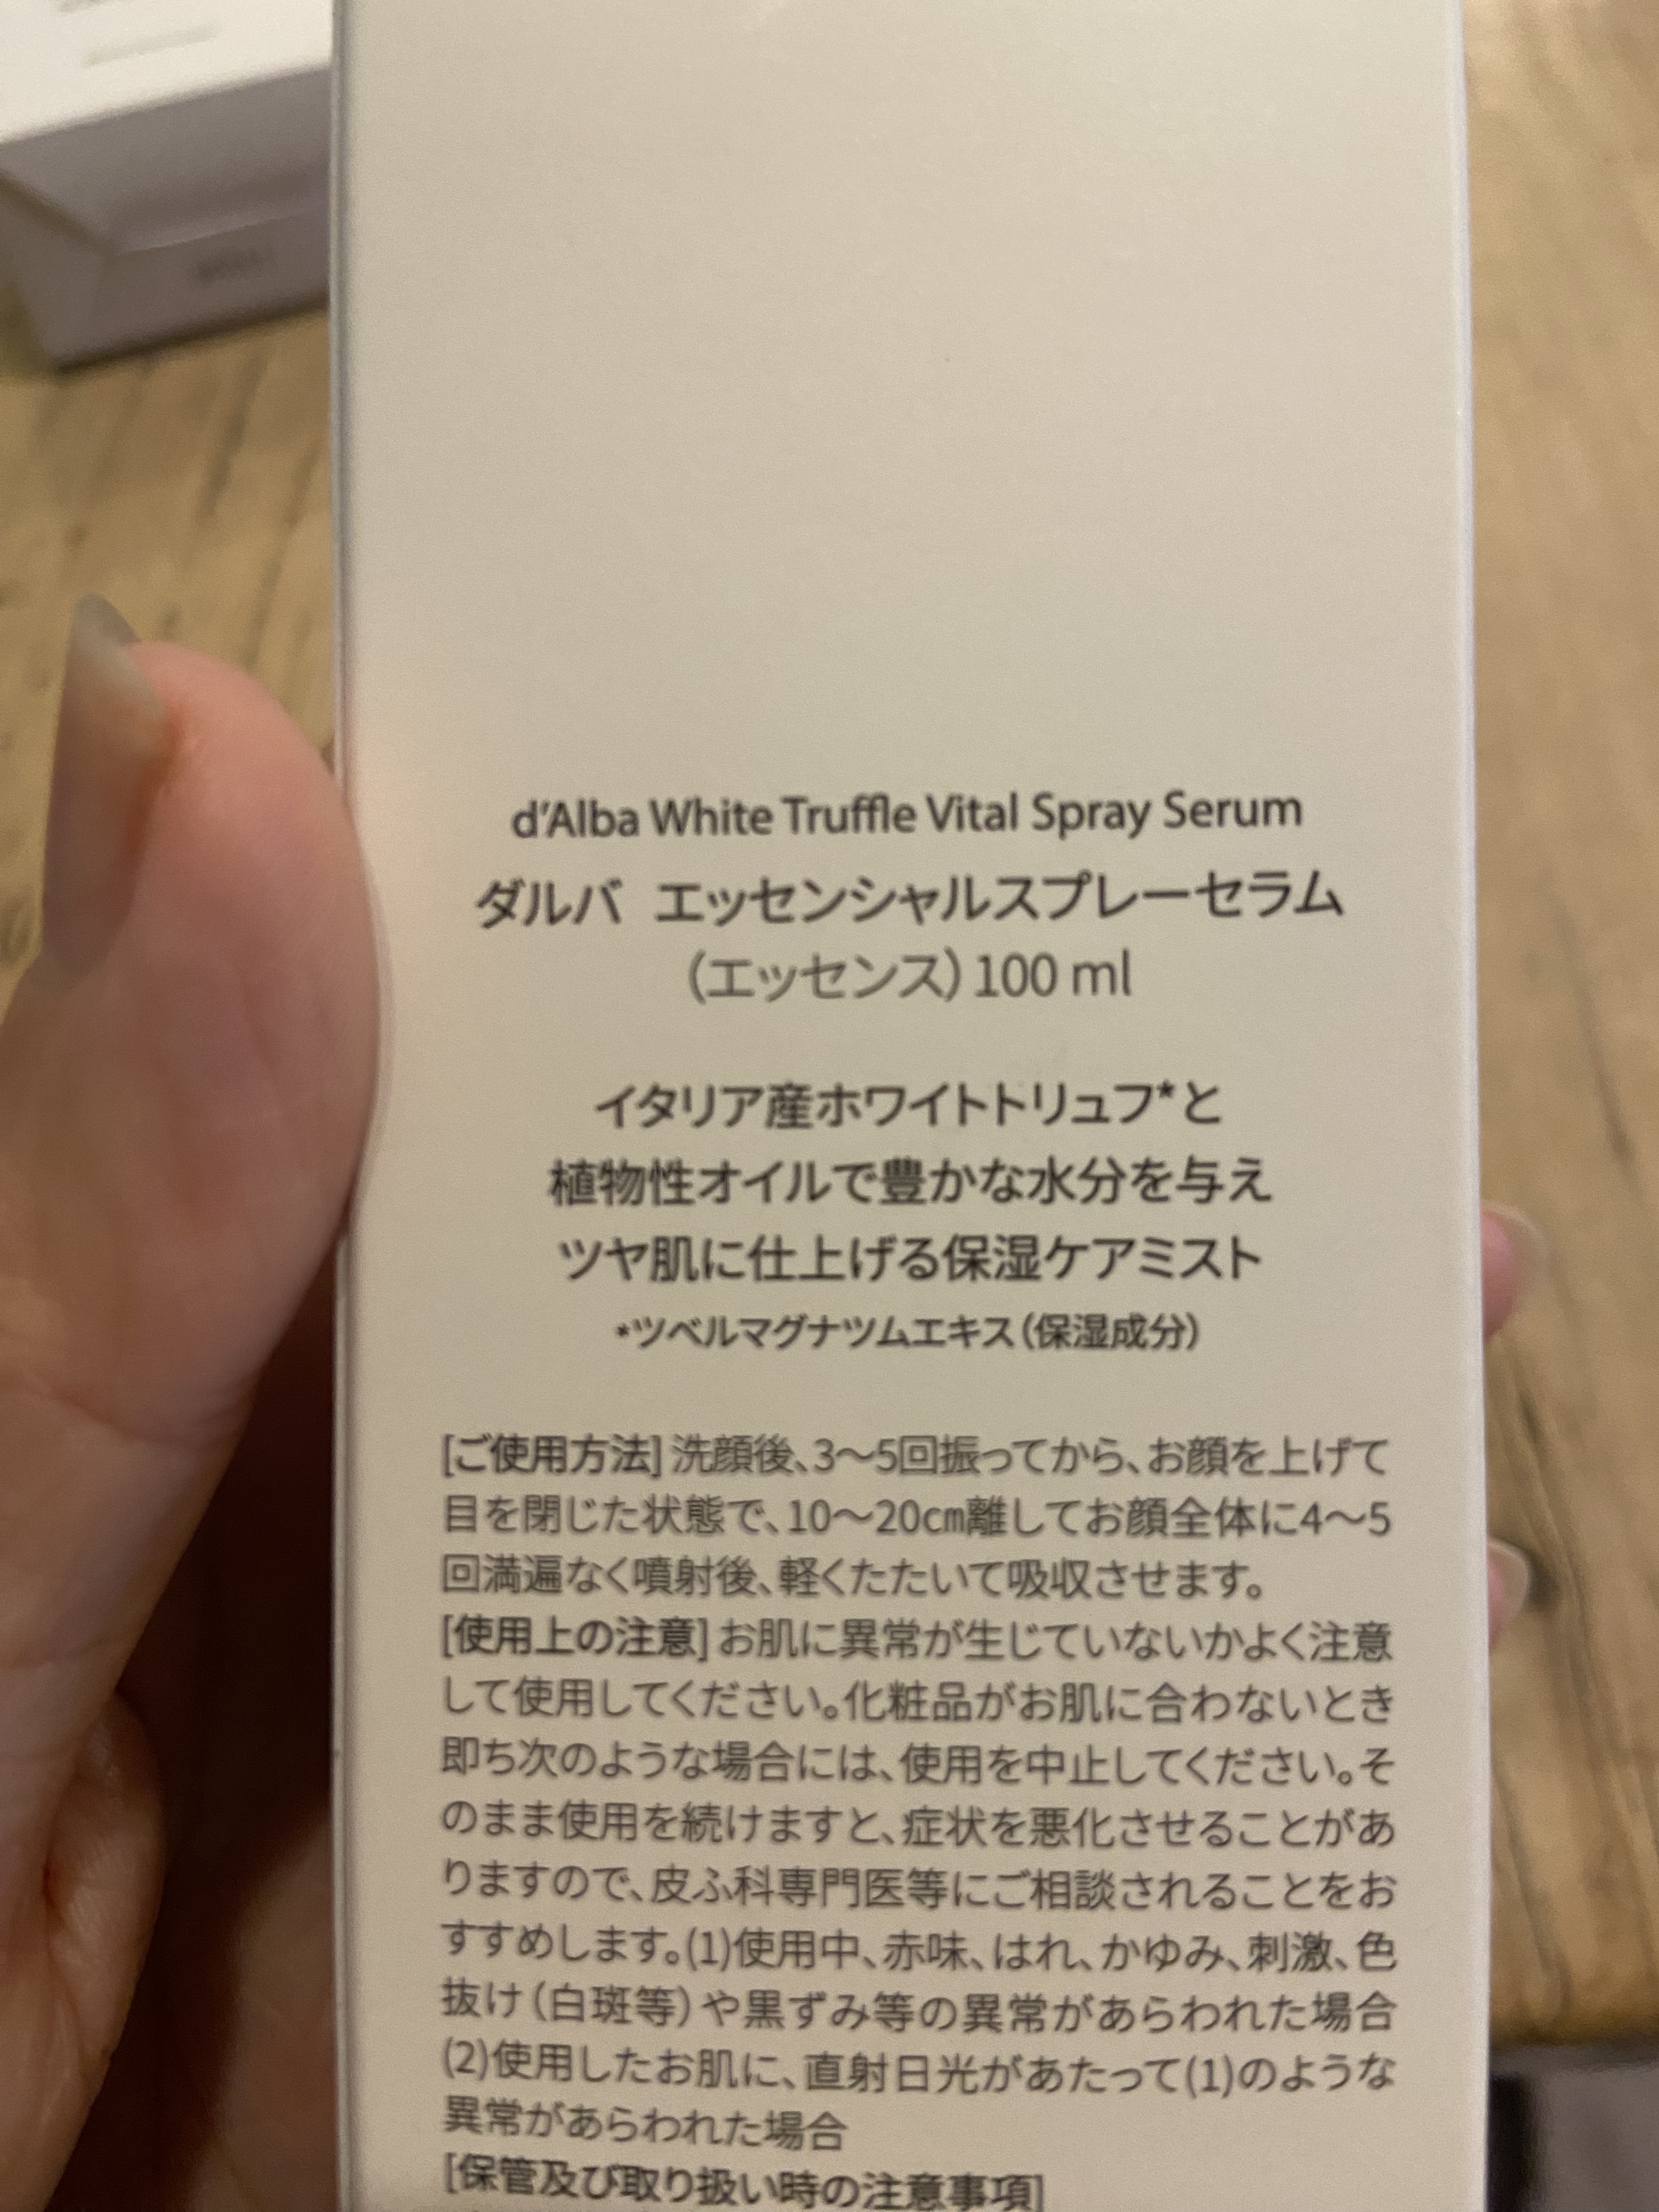 d'Alba White Truffle Vital Spray Serum
ダルバ エッセンシャルスプレーセラム
(エッセンス) 100 ml
イタリア産ホワイトトリュフ*と
植物性オイルで豊かな水分を与え
ツヤ肌に仕上げる保湿ケアミスト
*ツベルマグナツムエキス(保湿成分)
[ご使用方法] 洗顔後、3〜5回振ってから、お顔を上げて
目を閉じた状態で、10〜20㎝離してお顔全体に4〜5
回満遍なく噴射後、軽くたたいて吸収させます。
[使用上の注意] お肌に異常が生じていないかよく注意
して使用してください。化粧品がお肌に合わないとき
即ち次のような場合には、使用を中止してください。そ
のまま使用を続けますと、症状を悪化させることがあ
りますので、皮ふ科専門医等にご相談されることをお
すすめします。(1)使用中、赤味、はれ、かゆみ、刺激、色
抜け(白斑等)や黒ずみ等の異常があらわれた場合
(2)使用したお肌に、直射日光があたって(1)のような
異常があらわれた場合
[保管及び取り扱い時の注意事項]